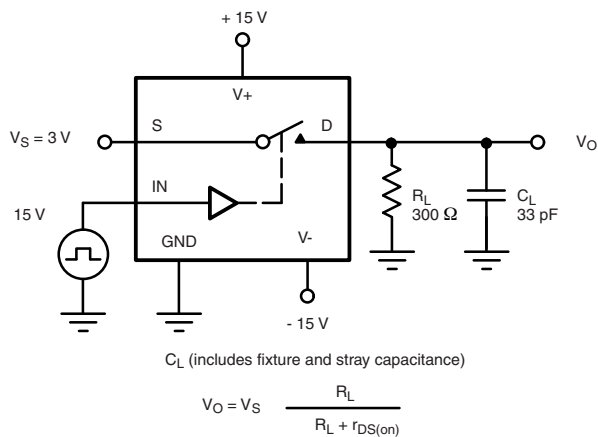 + 15 V
V+
V_S = 3 V
S
D
V_O
IN
15 V
R_L
300 Ω
C_L
33 pF
GND
V-
- 15 V
C_L (includes fixture and stray capacitance)
V_O = V_S R_L / R_L + r_DS(on)